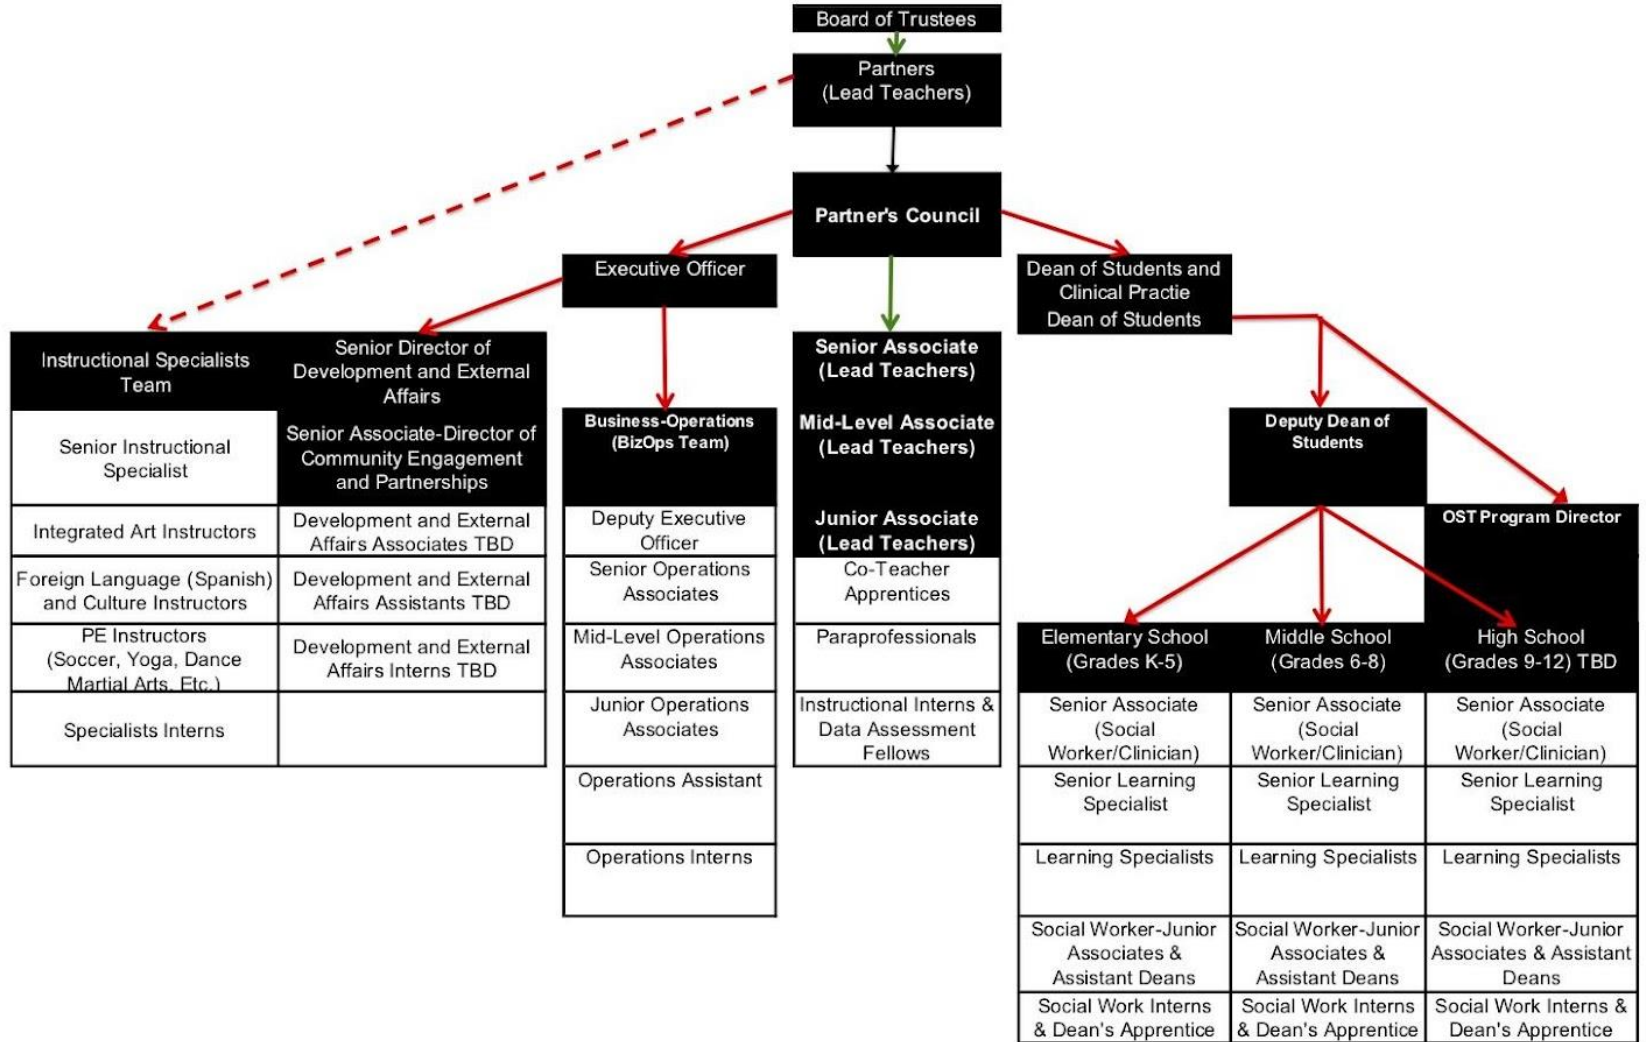 Board of Trustees
Partners
(Lead Teachers)
Partner's Council
Executive Officer
Dean of Students and
Clinical Practie
Dean of Students
Instructional Specialists
Team
Senior Instructional
Specialist
Integrated Art Instructors
Foreign Language (Spanish)
and Culture Instructors
PE Instructors
(Soccer, Yoga, Dance
Martial Arts, Etc.)
Specialists Interns
Senior Director of
Development and External
Affairs
Senior Associate-Director of
Community Engagement
and Partnerships
Development and External
Affairs Associates TBD
Development and External
Affairs Assistants TBD
Development and External
Affairs Interns TBD
Business-Operations
(BizOps Team)
Deputy Executive
Officer
Senior Operations
Associates
Mid-Level Operations
Associates
Junior Operations
Associates
Operations Assistant
Operations Interns
Senior Associate
(Lead Teachers)
Mid-Level Associate
(Lead Teachers)
Junior Associate
(Lead Teachers)
Co-Teacher
Apprentices
Paraprofessionals
Instructional Interns &
Data Assessment
Fellows
Deputy Dean of
Students
OST Program Director
Elementary School
(Grades K-5)
Senior Associate
(Social
Worker/Clinician)
Senior Learning
Specialist
Learning Specialists
Social Worker-Junior
Associates &
Assistant Deans
Social Work Interns
& Dean's Apprentice
Middle School
(Grades 6-8)
Senior Associate
(Social
Worker/Clinician)
Senior Learning
Specialist
Learning Specialists
Social Worker-Junior
Associates &
Assistant Deans
Social Work Interns
& Dean's Apprentice
High School
(Grades 9-12) TBD
Senior Associate
(Social
Worker/Clinician)
Senior Learning
Specialist
Learning Specialists
Social Worker-Junior
Associates & Assistant
Deans
Social Work Interns &
Dean's Apprentice